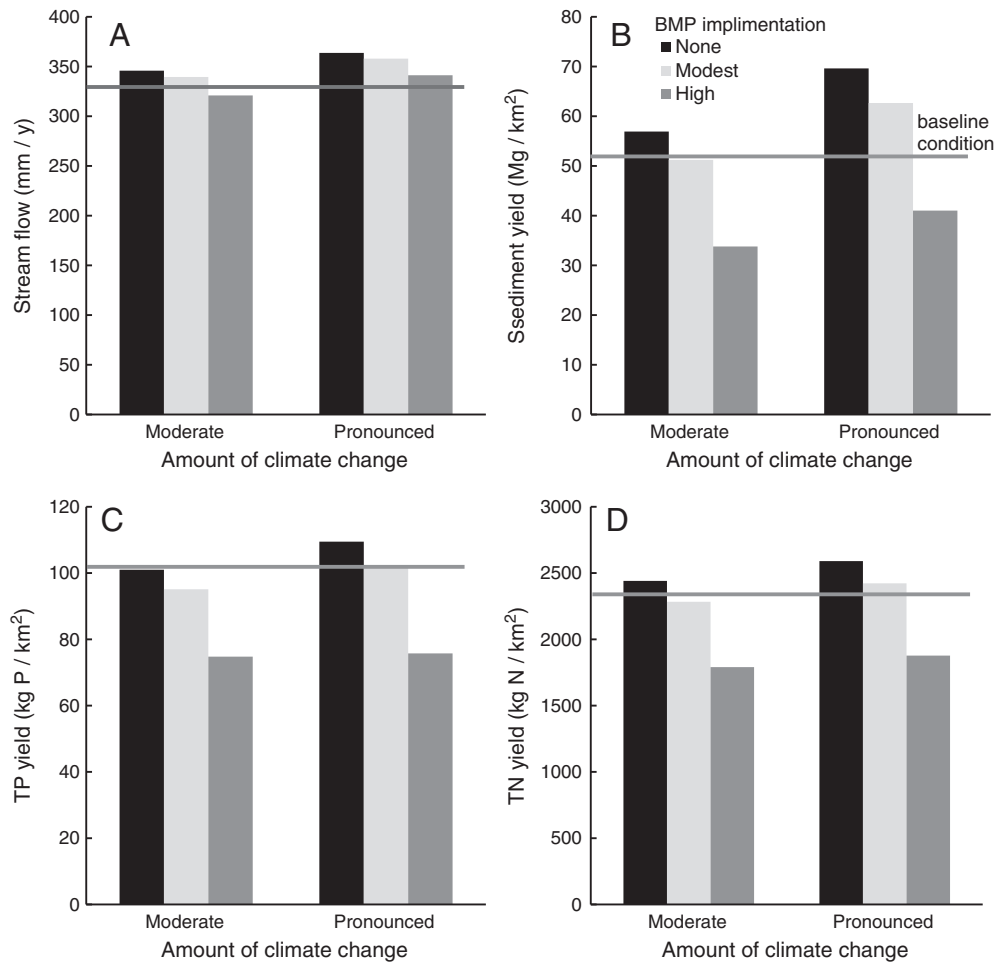 A
Stream flow (mm / y)
400
350
300
250
200
150
100
50
0
Moderate
Pronounced
Amount of climate change
B
BMP implimentation
None
Modest
High
baseline
condition
Ssediment yield (Mg / km²)
80
70
60
50
40
30
20
10
0
Moderate
Pronounced
Amount of climate change
C
TP yield (kg P / km²)
120
100
80
60
40
20
0
Moderate
Pronounced
Amount of climate change
D
TN yield (kg N / km²)
3000
2500
2000
1500
1000
500
0
Moderate
Pronounced
Amount of climate change